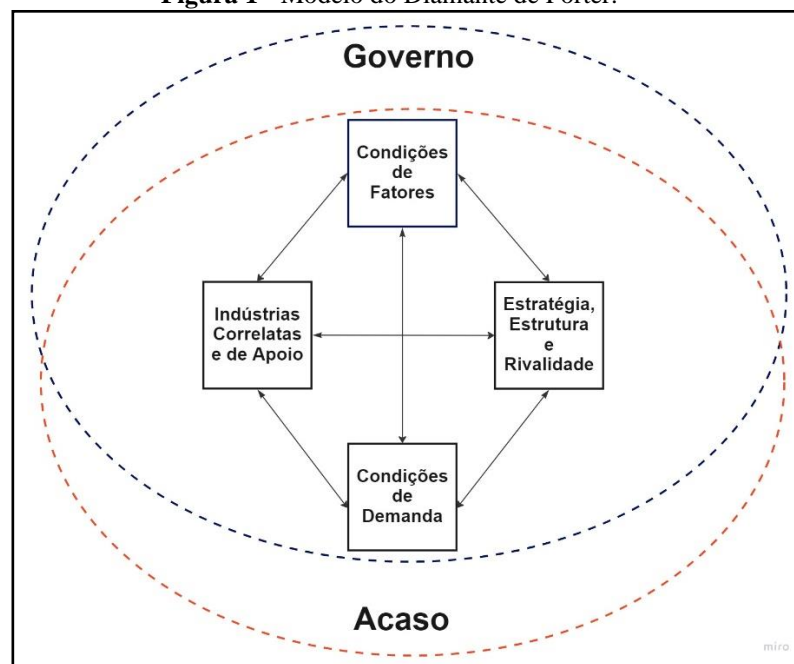 Figura 1 - Modelo do Diamante de Porter.
Governo
Condições
de
Fatores
Indústrias
Correlatas
e de Apoio
Estratégia,
Estrutura
e
Rivalidade
Condições
de
Demanda
Acaso
miro